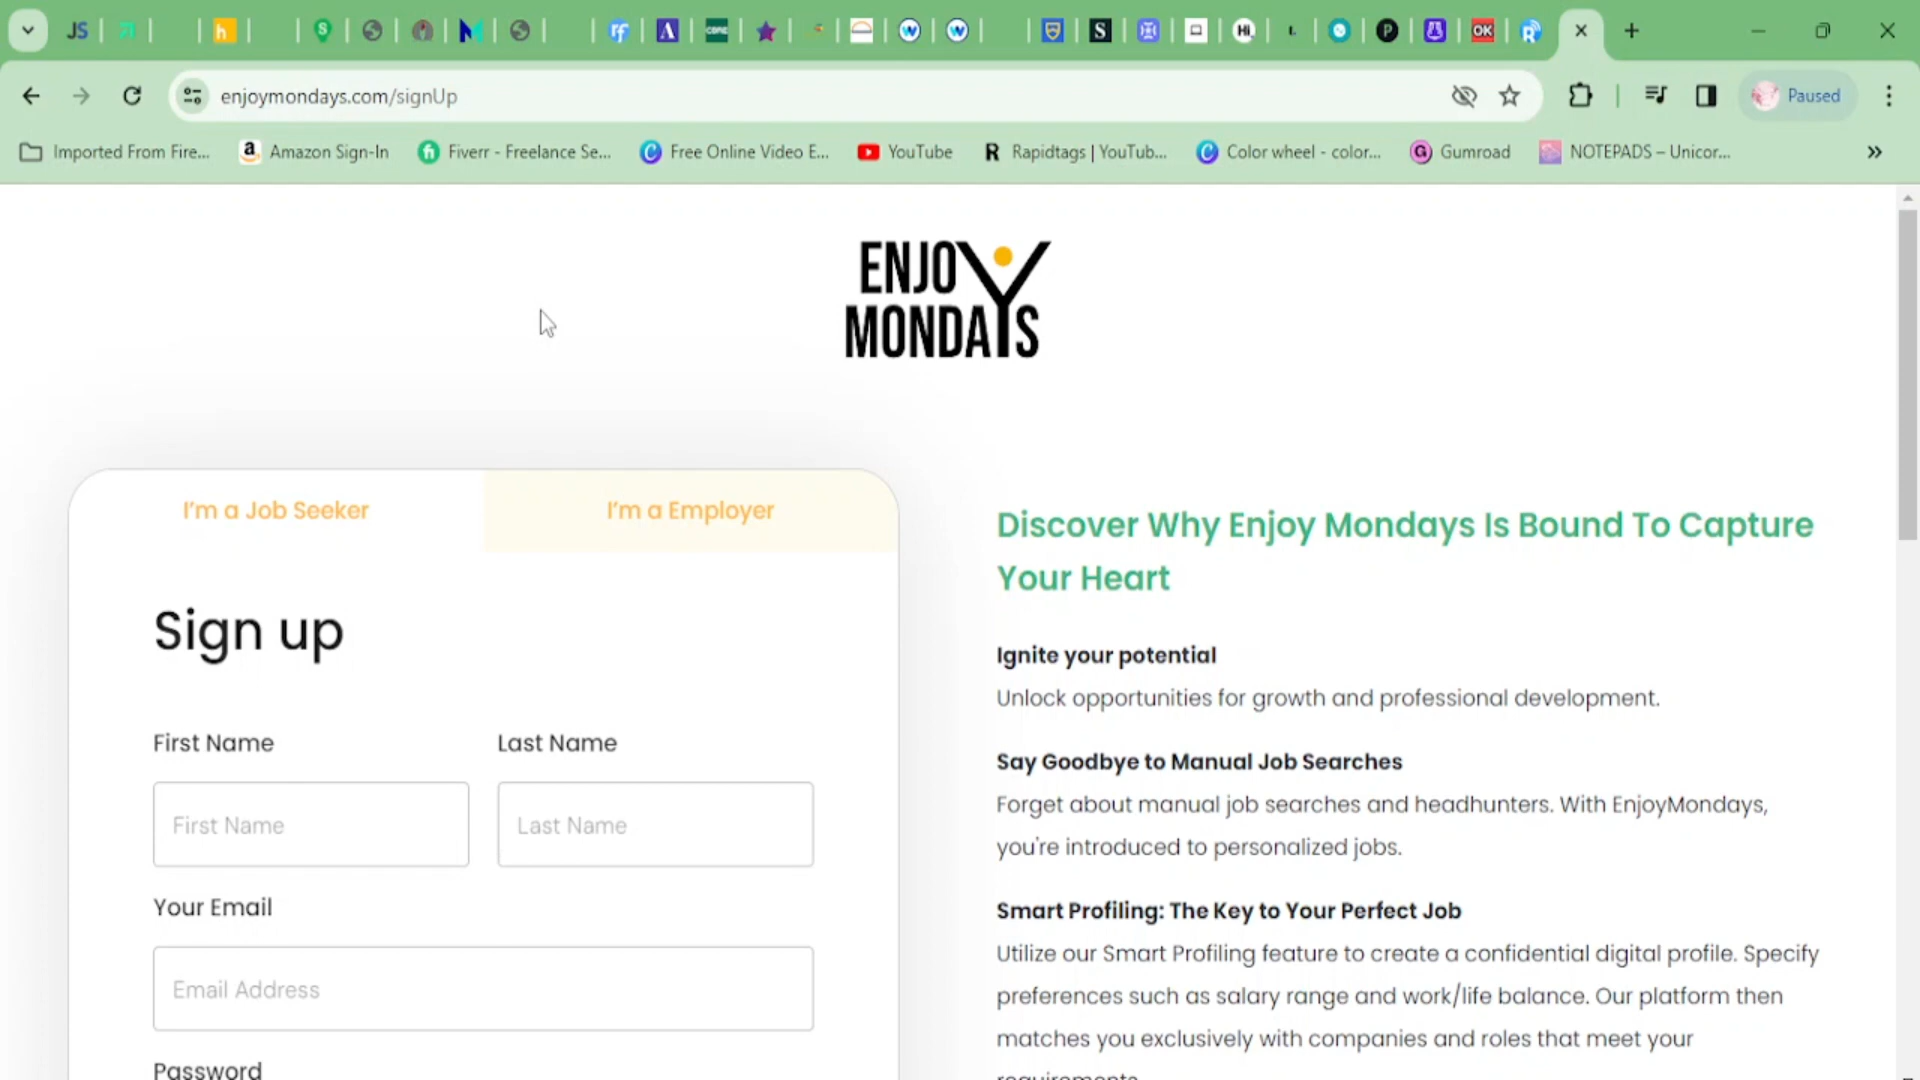 JS
CBRE
S
Hi,
P
OK
enjoymondays.com/signUp
Paused
Imported From Fire...
Amazon Sign-In
Fiverr - Freelance Se...
Free Online Video E...
YouTube
Rapidtags | YouTub...
Color wheel - color...
Gumroad
NOTEPADS – Unicor...
ENJOY
MONDAYS
I'm a Job Seeker
I'm a Employer
Sign up
First Name
Last Name
First Name
Last Name
Your Email
Email Address
Password
Discover Why Enjoy Mondays Is Bound To Capture
Your Heart
Ignite your potential
Unlock opportunities for growth and professional development.
Say Goodbye to Manual Job Searches
Forget about manual job searches and headhunters. With EnjoyMondays,
you're introduced to personalized jobs.
Smart Profiling: The Key to Your Perfect Job
Utilize our Smart Profiling feature to create a confidential digital profile. Specify
preferences such as salary range and work/life balance. Our platform then
matches you exclusively with companies and roles that meet your
requirements.